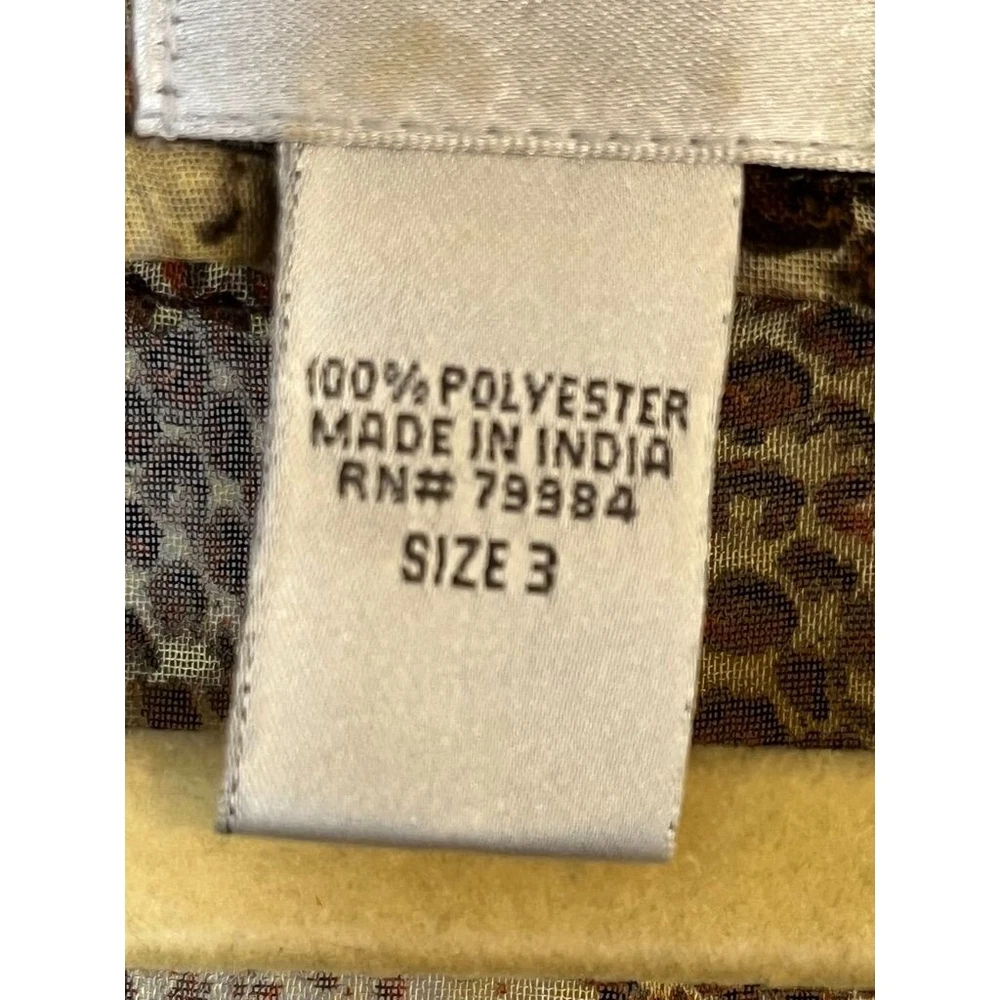 100% POLYESTER
MADE IN INDIA
RN# 79984
SIZE 3